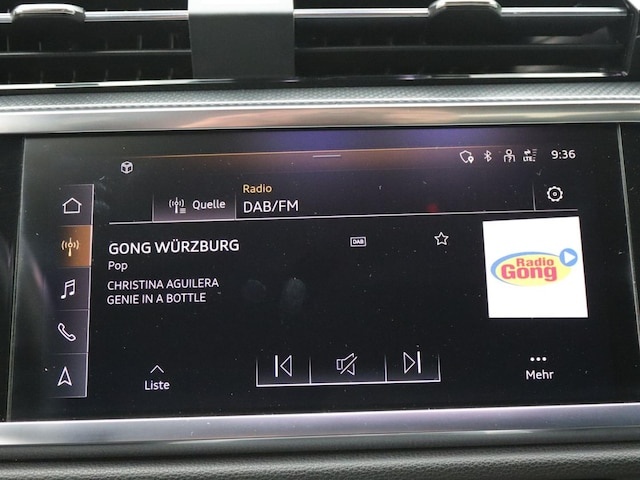 LTE
9:36
Radio
Quelle
DAB/FM
GONG WÜRZBURG
DAB
Pop
CHRISTINA AGUILERA
GENIE IN A BOTTLE
Radio
Gong
Liste
Mehr